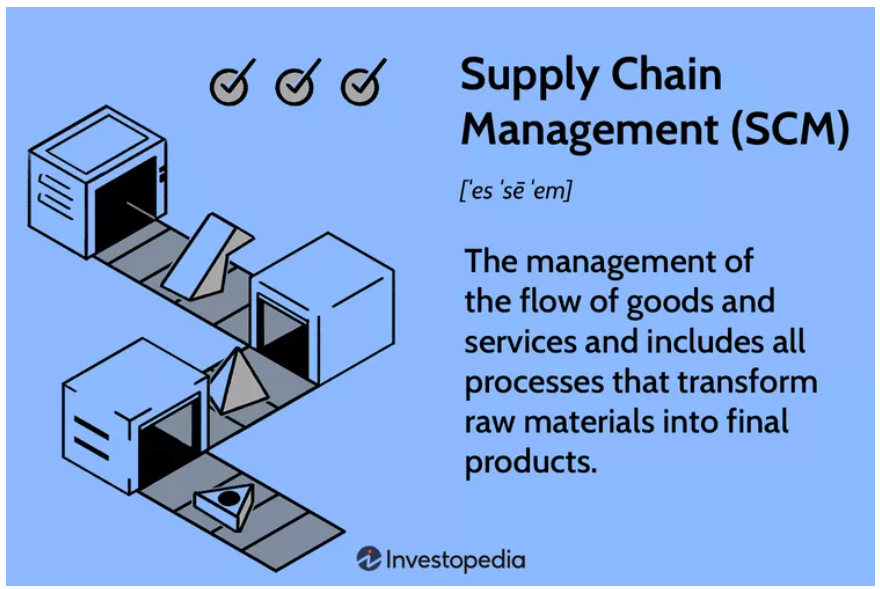 Supply Chain
Management (SCM)
[ˈes ˈsē ˈem]
The management of
the flow of goods and
services and includes all
processes that transform
raw materials into final
products.
Investopedia